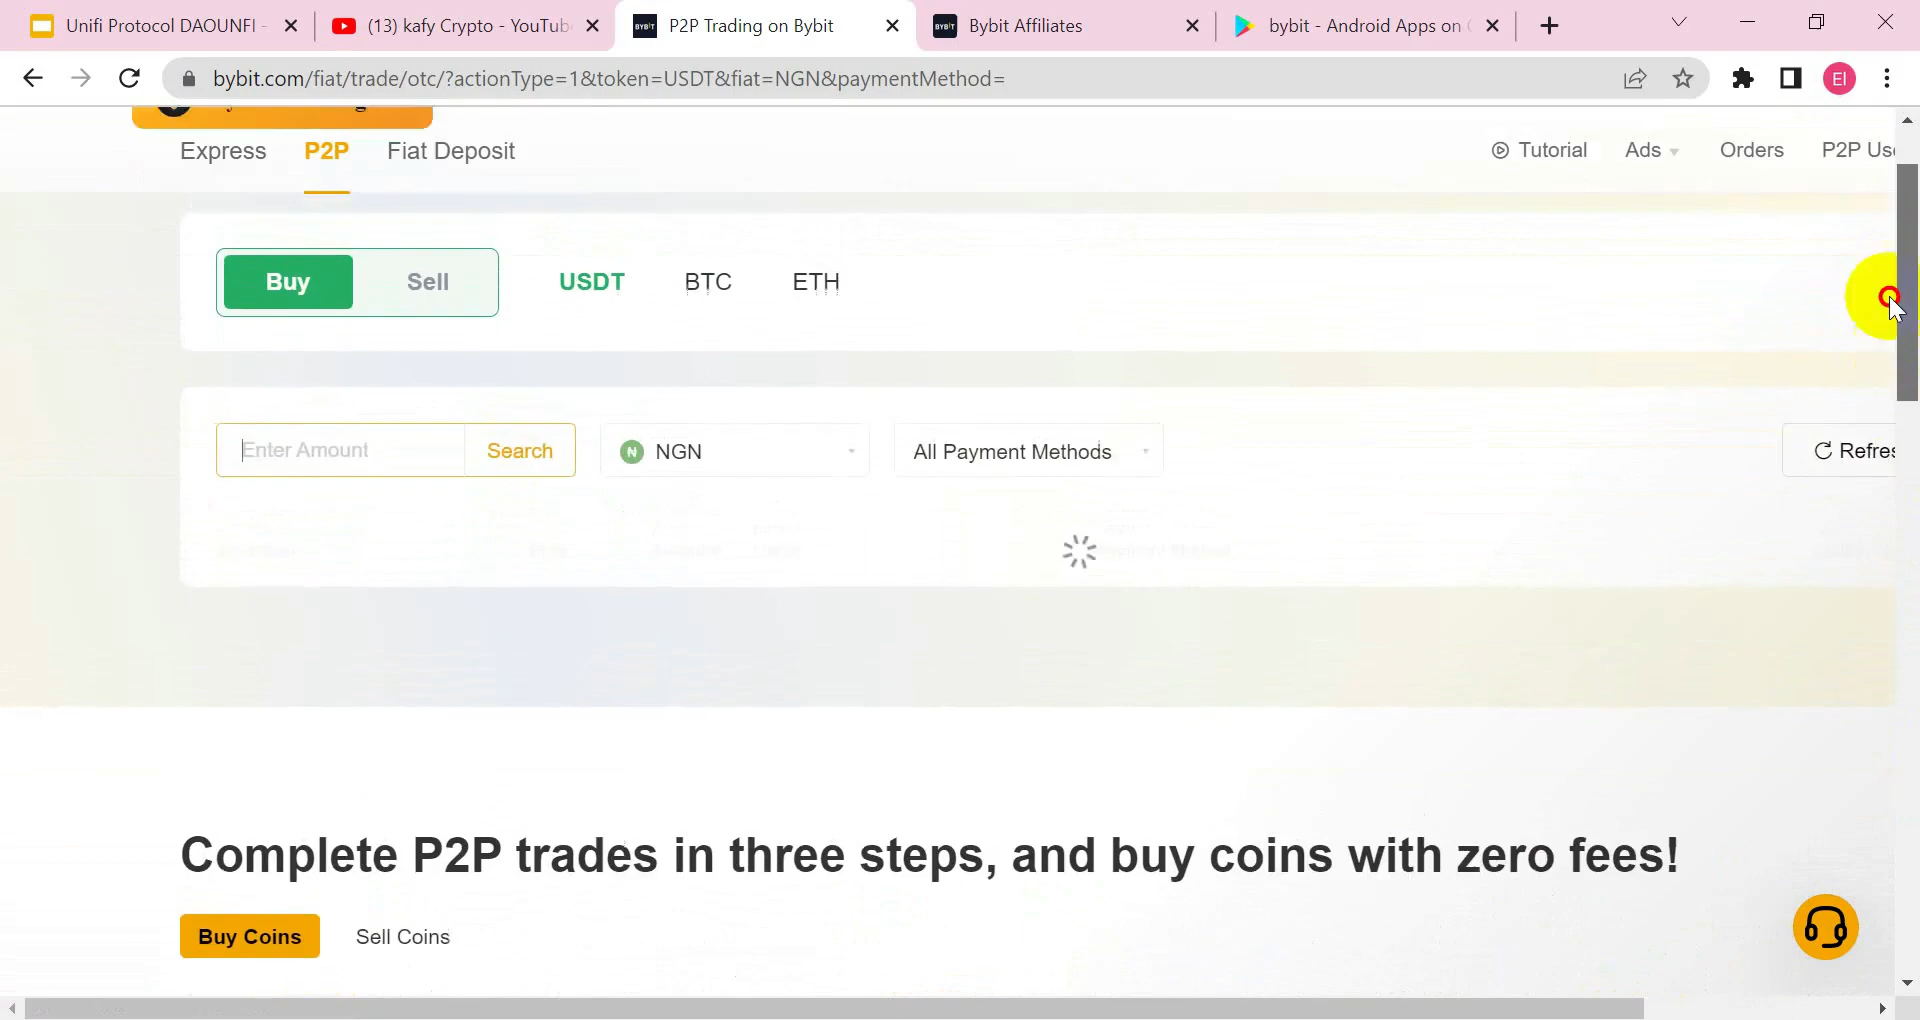 Unifi Protocol DAOUNFI -
(13) kafy Crypto - YouTub
P2P Trading on Bybit
Bybit Affiliates
bybit - Android Apps on
bybit.com/fiat/trade/otc/?actionType=1&token=USDT&fiat=NGN&paymentMethod=
EI
Express P2P Fiat Deposit
Tutorial Ads Orders P2P Use
Buy Sell USDT BTC ETH
Enter Amount Search NGN All Payment Methods Refres
Complete P2P trades in three steps, and buy coins with zero fees!
Buy Coins Sell Coins